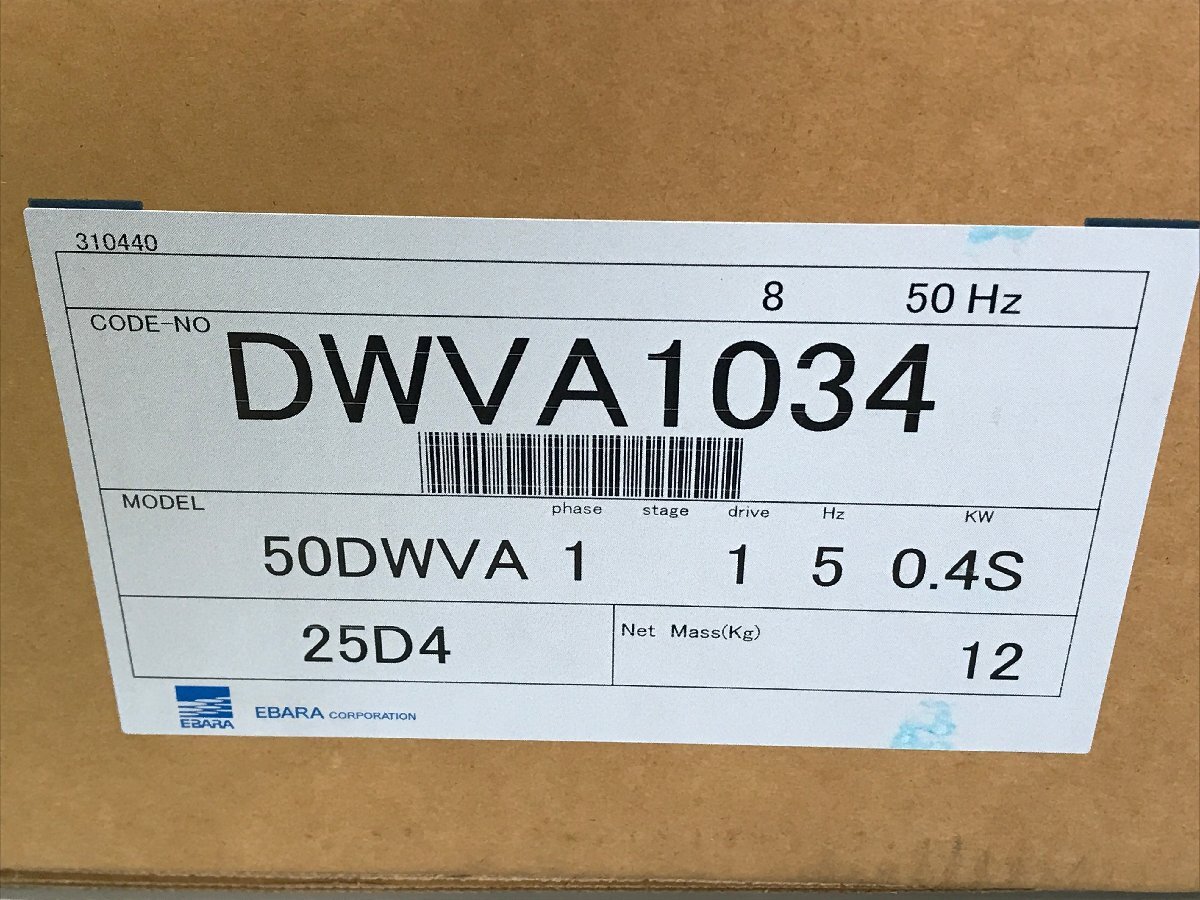 310440
8 50 Hz
CODE-NO
DWVA1034
MODEL phase stage drive Hz KW
50DWVA 1 1 5 0.4S
25D4 Net Mass(Kg) 12
EBARA EBARA CORPORATION